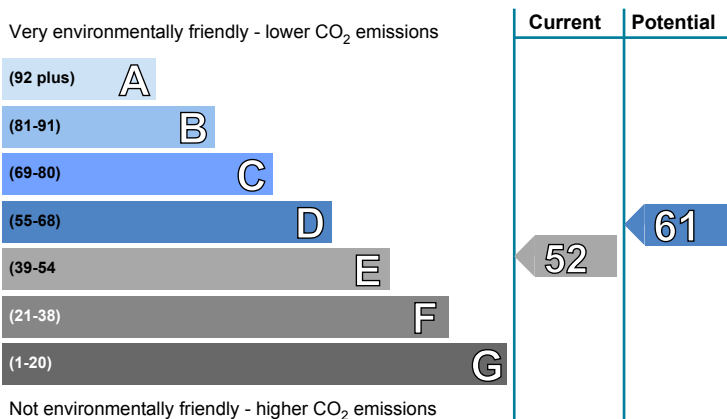 Very environmentally friendly - lower CO2 emissions
Current
Potential
(92 plus) A
(81-91) B
(69-80) C
(55-68) D
61
(39-54 E
52
(21-38) F
(1-20) G
Not environmentally friendly - higher CO2 emissions